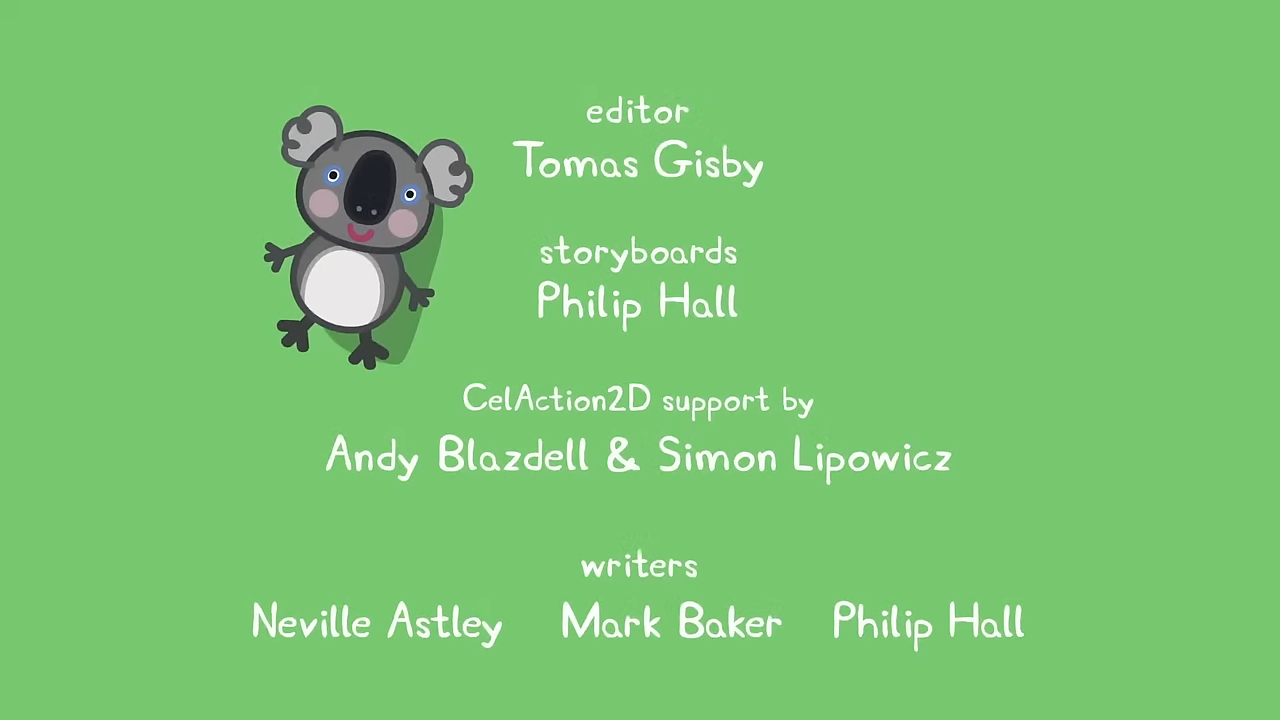 editor
Tomas Gisby
storyboards
Philip Hall
CelAction2D support by
Andy Blazdell & Simon Lipowicz
writers
Neville Astley Mark Baker Philip Hall